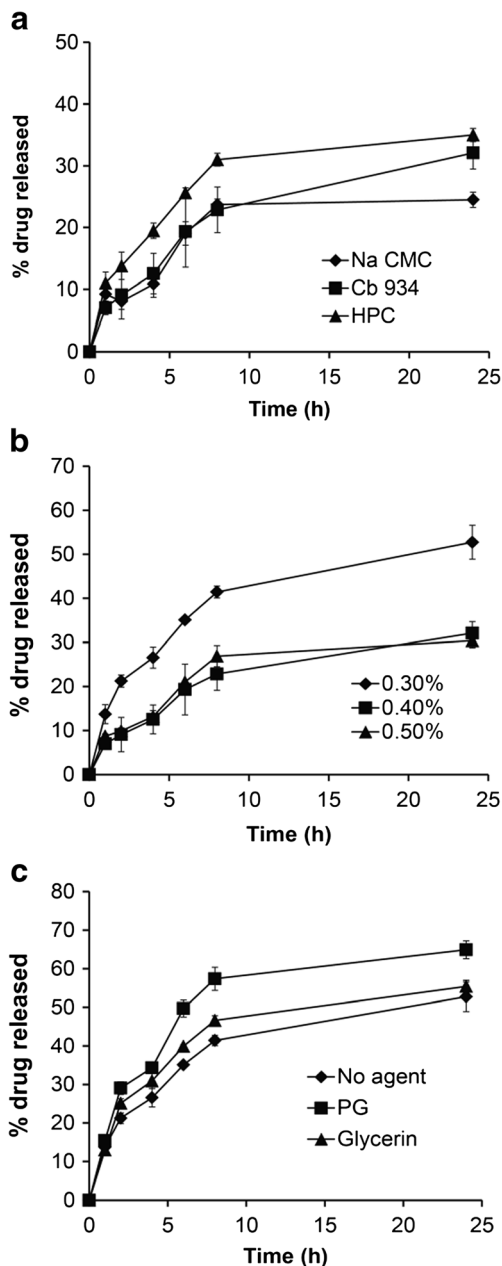 a
50
40
30
20
10
0
% drug released
Na CMC
Cb 934
HPC
0 5 10 15 20 25
Time (h)
b
70
60
50
40
30
20
10
0
% drug released
0.30%
0.40%
0.50%
0 5 10 15 20 25
Time (h)
c
80
70
60
50
40
30
20
10
0
% drug released
No agent
PG
Glycerin
0 5 10 15 20 25
Time (h)